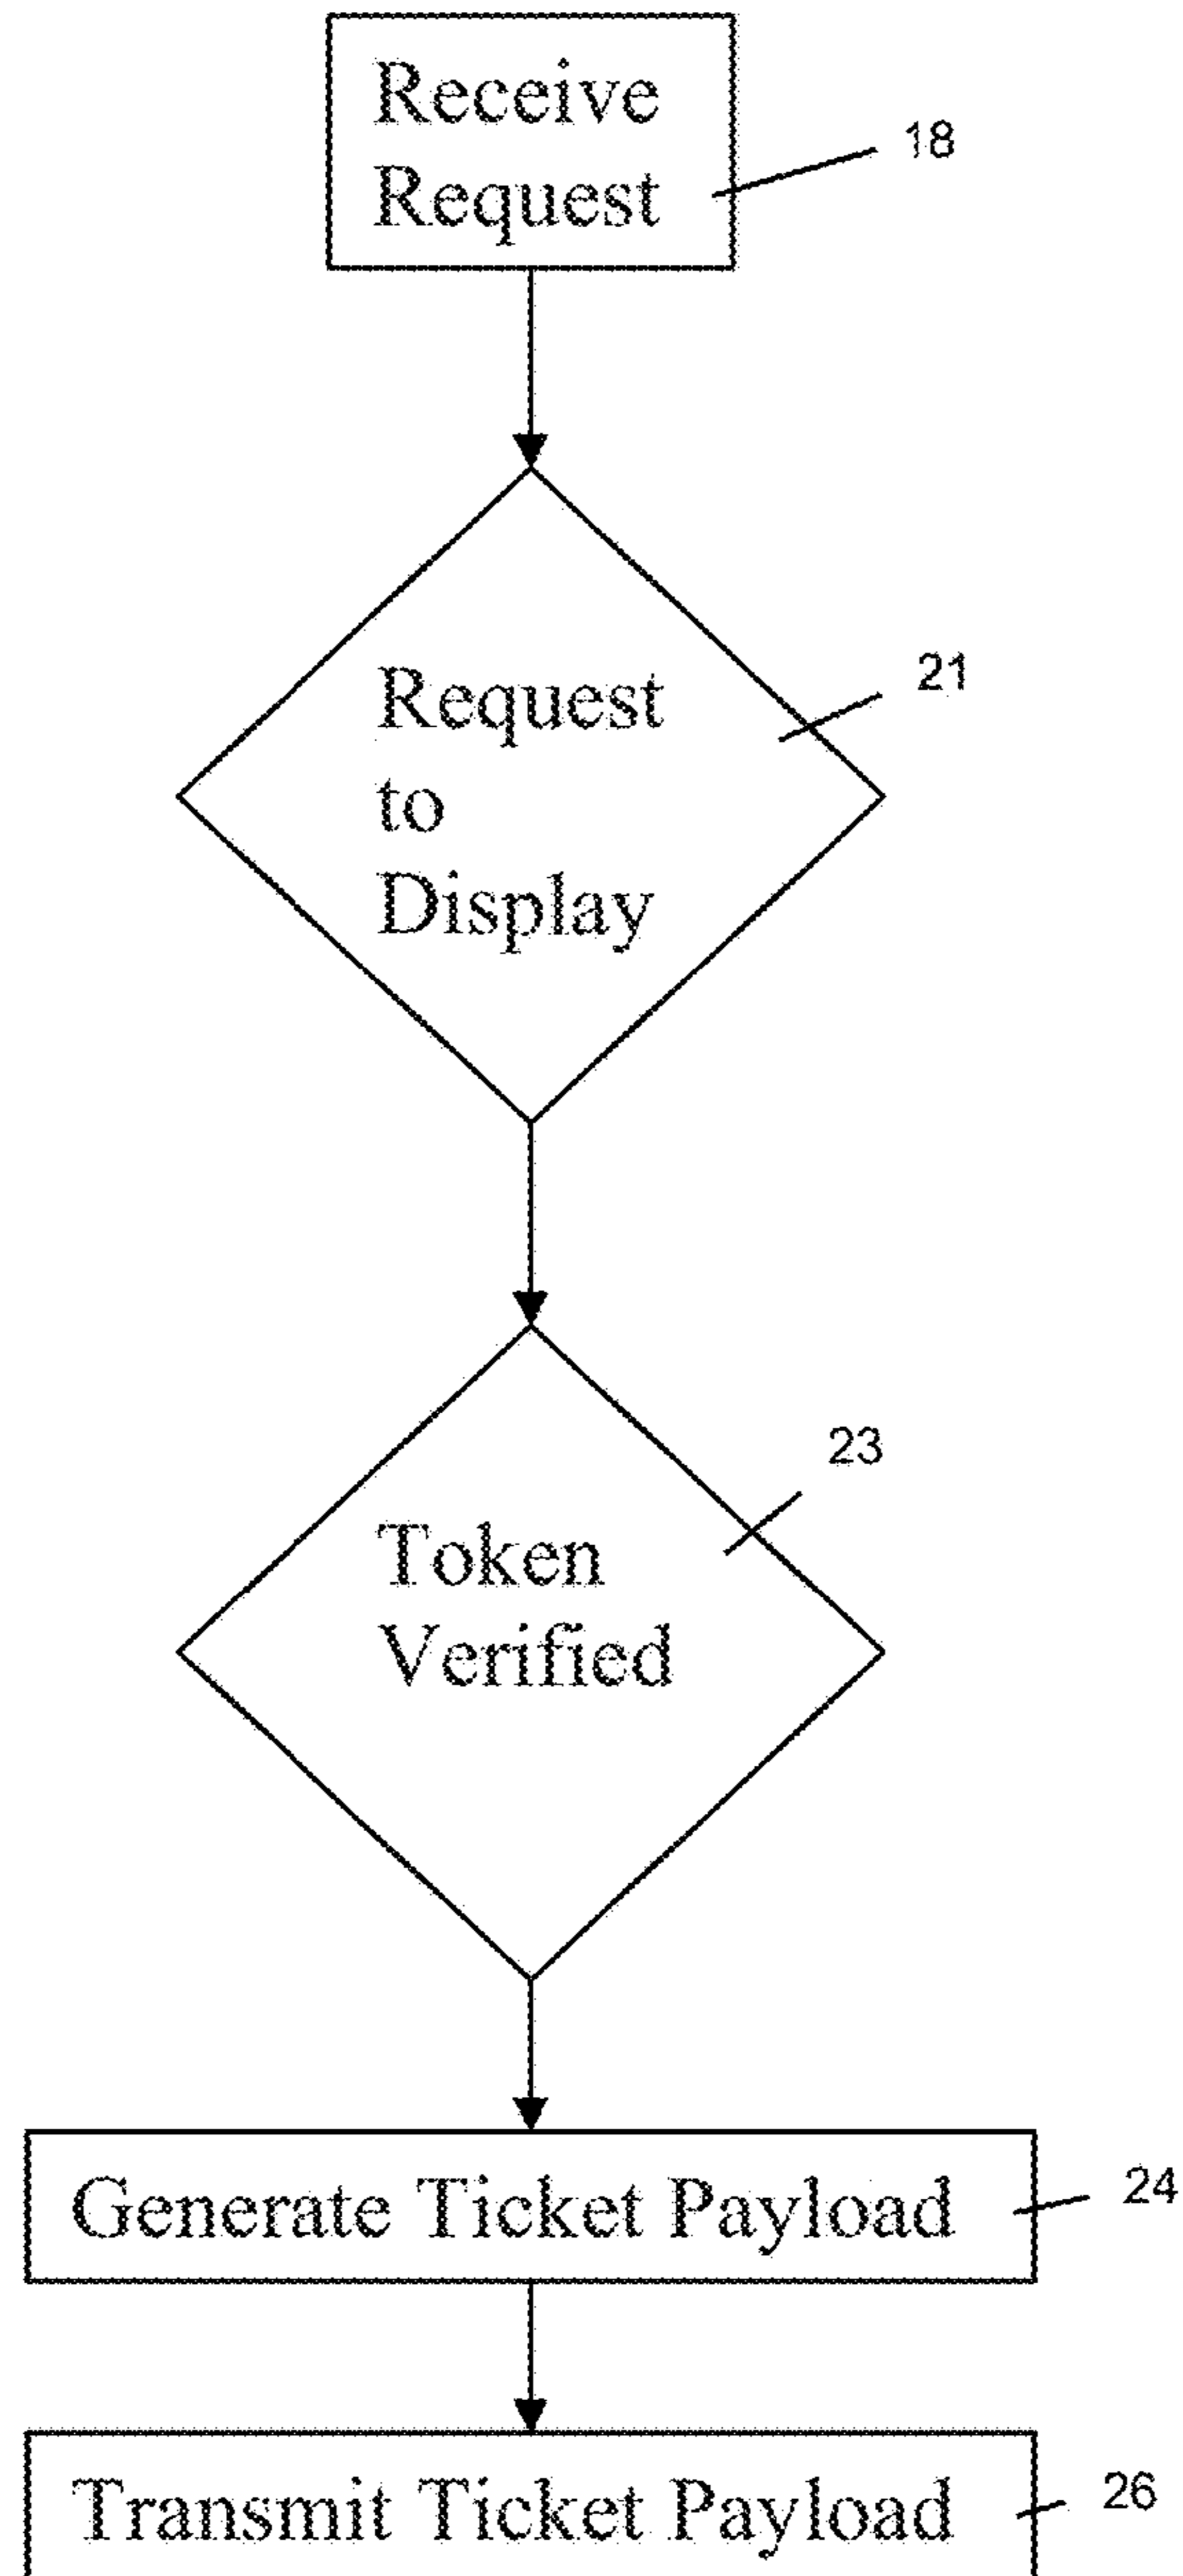 Receive
Request
18
Request
to
Display
21
Token
Verified
23
Generate Ticket Payload
24
Transmit Ticket Payload
26